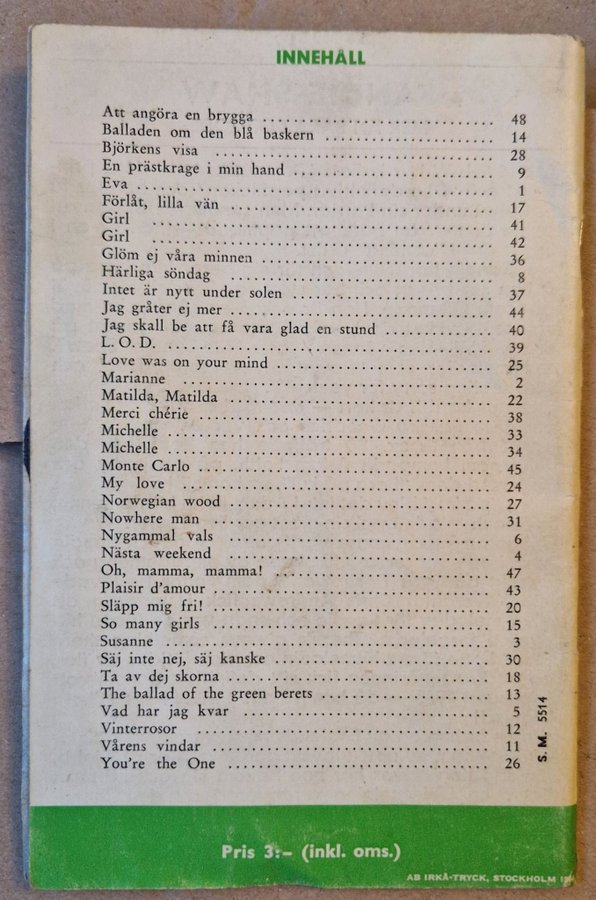 INNEHÅLL
Att angöra en brygga 48
Balladen om den blå baskern 14
Björkens visa 28
En prästkrage i min hand 9
Eva 1
Förlåt, lilla vän 17
Girl 41
Girl 42
Glöm ej våra minnen 36
Härliga söndag 8
Intet är nytt under solen 37
Jag gråter ej mer 44
Jag skall be att få vara glad en stund 40
L. O. D. 39
Love was on your mind 25
Marianne 2
Matilda, Matilda 22
Merci chérie 38
Michelle 33
Michelle 34
Monte Carlo 45
My love 24
Norwegian wood 27
Nowhere man 31
Nygammal vals 6
Nästa weekend 4
Oh, mamma, mamma! 47
Plaisir d'amour 43
Släpp mig fri! 20
So many girls 15
Susanne 3
Säj inte nej, säj kanske 30
Ta av dej skorna 18
The ballad of the green berets 13
Vad har jag kvar 5
Vinterrosor 12
Vårens vindar 11
You're the One 26
S. M. 5514
Pris 3:- (inkl. oms.)
AB IRKÅ-TRYCK, STOCKHOLM